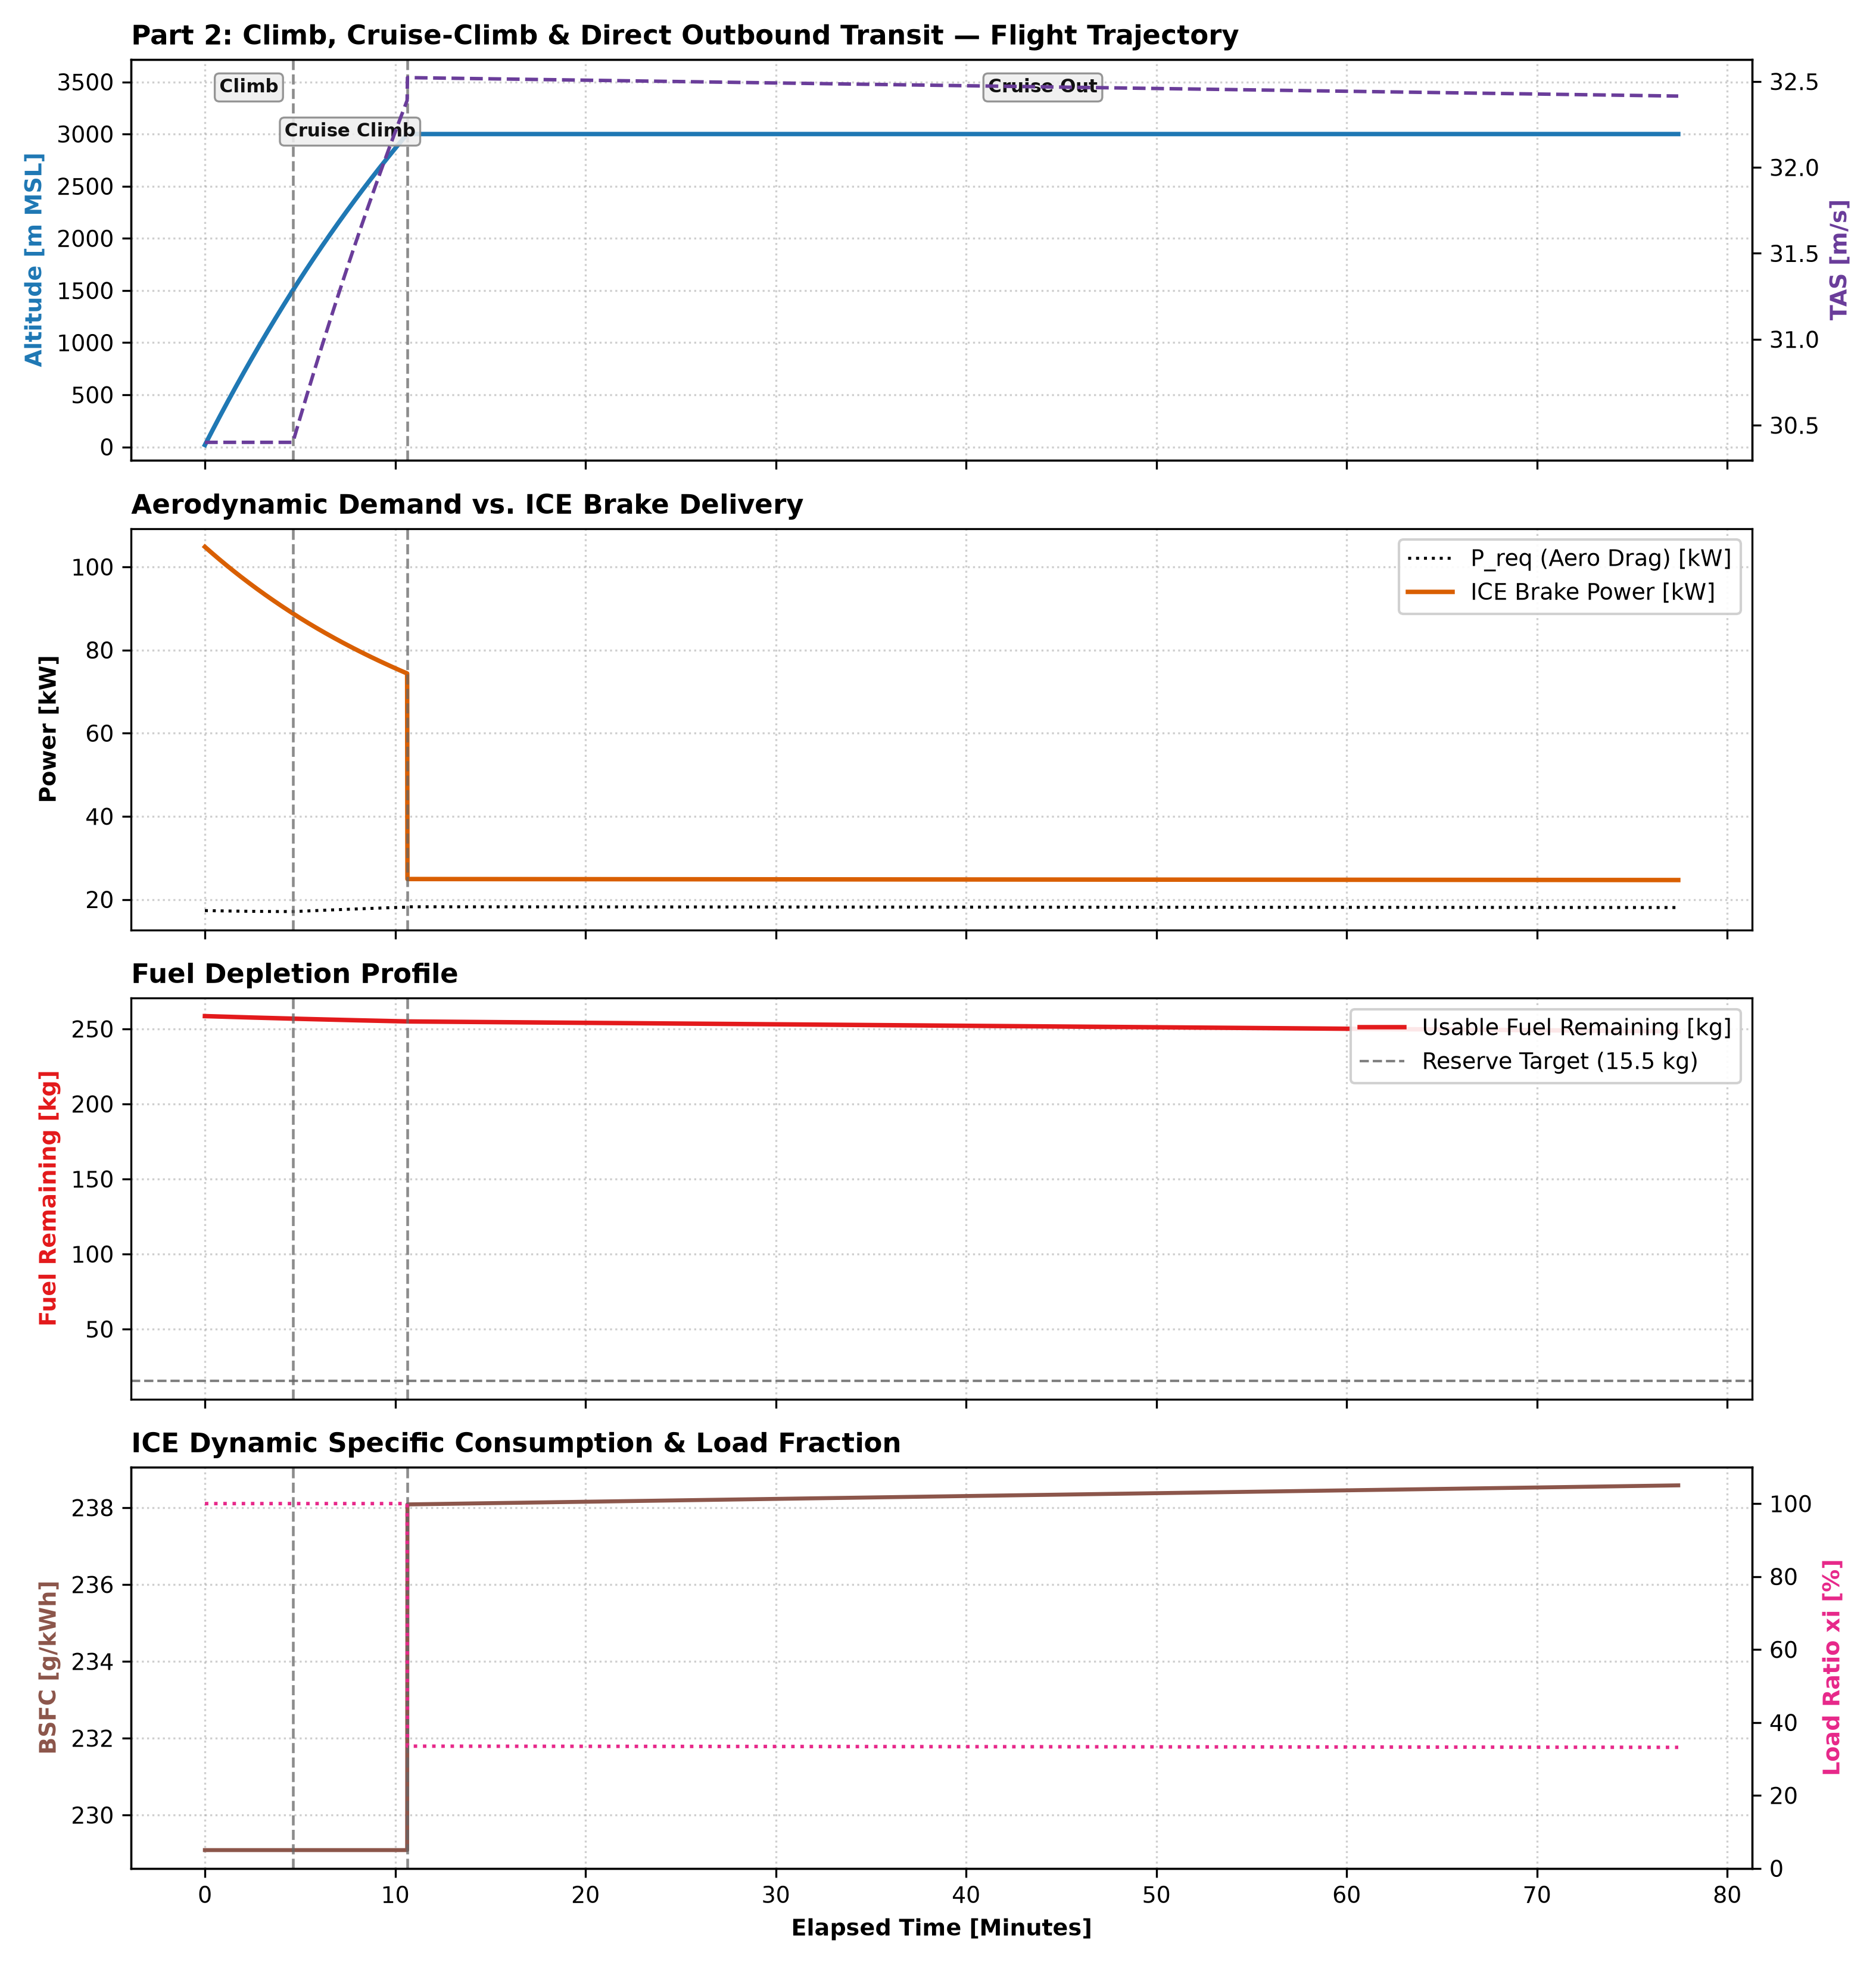 Part 2: Climb, Cruise-Climb & Direct Outbound Transit — Flight Trajectory
3500
3000
2500
2000
1500
1000
500
0
Altitude [m MSL]
Climb
Cruise Climb
Cruise Out
32.5
32.0
31.5
31.0
30.5
TAS [m/s]
Aerodynamic Demand vs. ICE Brake Delivery
100
80
60
40
20
Power [kW]
P_req (Aero Drag) [kW]
ICE Brake Power [kW]
Fuel Depletion Profile
250
200
150
100
50
Fuel Remaining [kg]
Usable Fuel Remaining [kg]
Reserve Target (15.5 kg)
ICE Dynamic Specific Consumption & Load Fraction
238
236
234
232
230
BSFC [g/kWh]
100
80
60
40
20
0
Load Ratio xi [%]
0 10 20 30 40 50 60 70 80
Elapsed Time [Minutes]